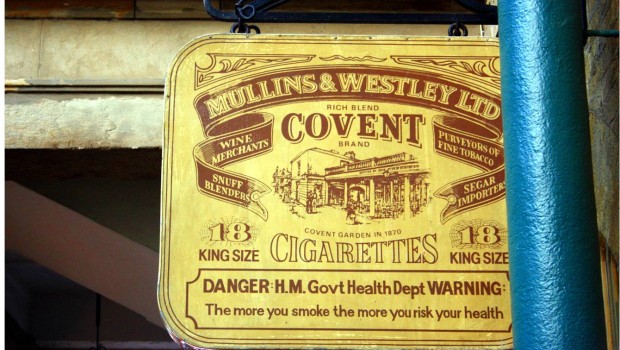 MULLINS & WESTLEY LTD
RICH BLEND
COVENT
BRAND
WINE
MERCHANTS
SNUFF
BLENDERS
PURVEYORS OF
FINE TOBACCO
SEGAR
IMPORTERS
COVENT GARDEN IN 1870
18
KING SIZE
CIGARETTES
18
KING SIZE
DANGER: H.M. Govt Health Dept WARNING:
The more you smoke the more you risk your health